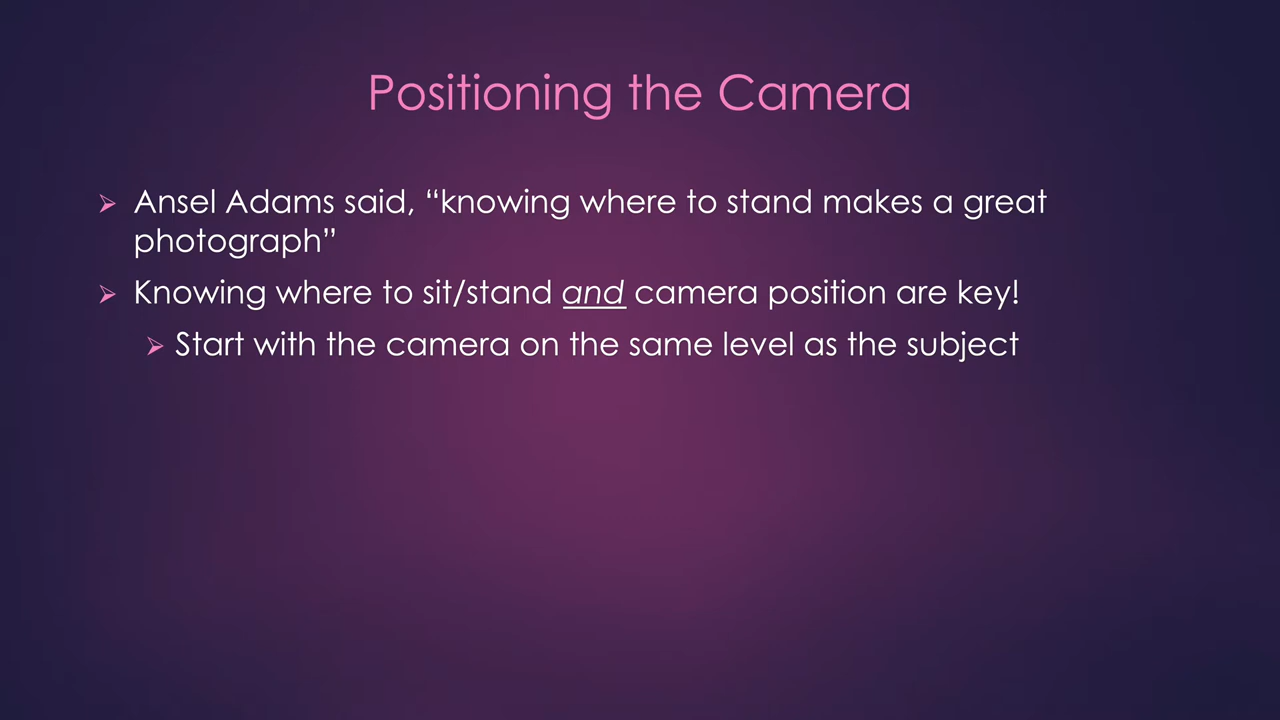 Positioning the Camera
Ansel Adams said, “knowing where to stand makes a great
photograph”
Knowing where to sit/stand and camera position are key!
Start with the camera on the same level as the subject